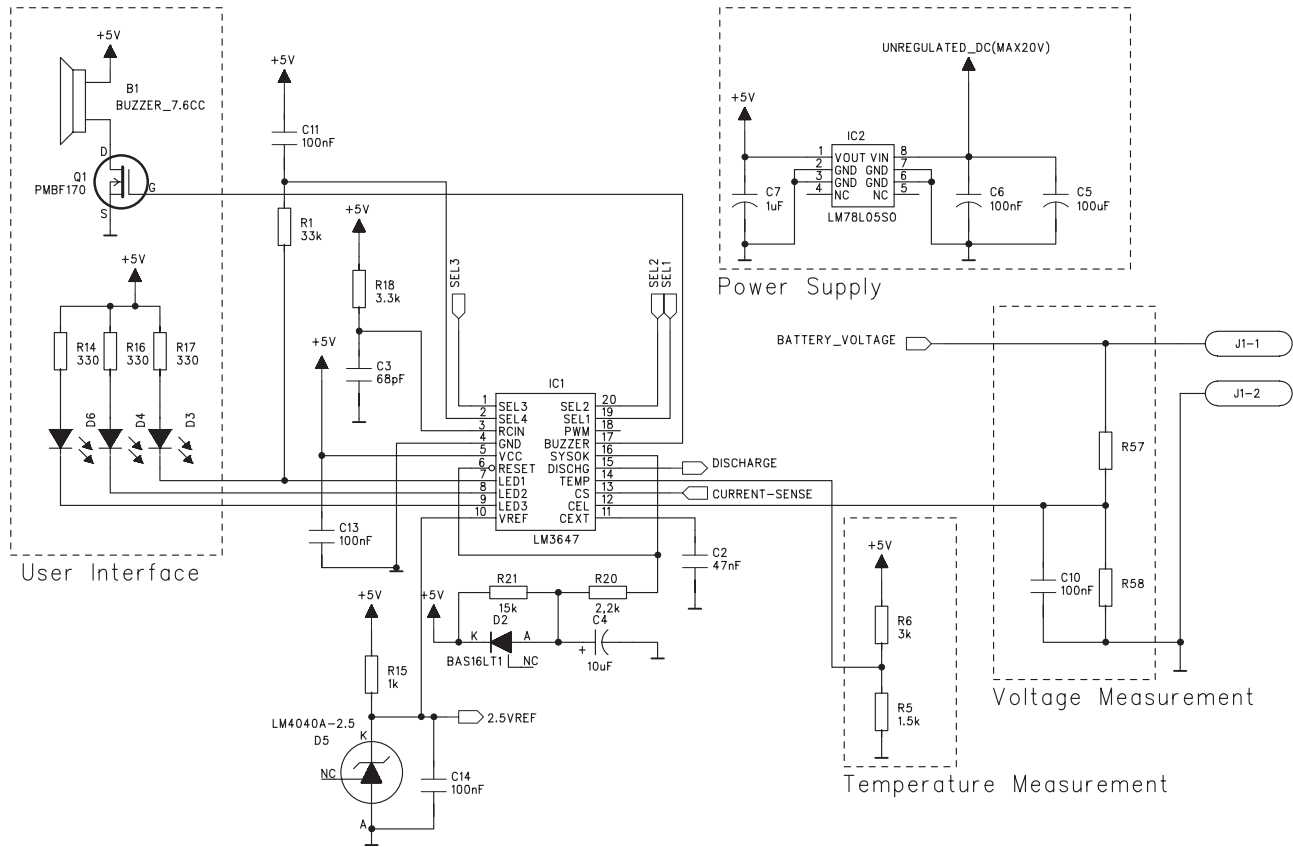 +5V
B1
BUZZER_7.6CC
D
Q1
PMBF170
G
S
+5V
R14
330
R16
330
R17
330
D6
D4
D3
User Interface
+5V
C11
100nF
R1
33k
+5V
R18
3.3k
C3
68pF
+5V
C13
100nF
SEL3
SEL2
SEL1
IC1
1 SEL3 SEL2 20
2 SEL4 SEL1 19
3 RCIN PWM 18
4 GND BUZZER 17
5 VCC SYSOK 16
6 RESET DISCHG 15
7 LED1 TEMP 14
8 LED2 CS 13
9 LED3 CEL 12
10 VREF CEXT 11
LM3647
DISCHARGE
CURRENT-SENSE
C2
47nF
+5V
R21
15k
R20
2,2k
D2
K A
BAS16LT1
NC
C4
+
10uF
+5V
R15
1k
LM4040A-2.5
D5
K
NC
A
2.5VREF
C14
100nF
UNREGULATED_DC(MAX20V)
+5V
IC2
1 VOUT VIN 8
2 GND GND 7
3 GND GND 6
4 NC NC 5
LM78L05SO
C7
1uF
C6
100nF
C5
100uF
Power Supply
BATTERY_VOLTAGE
J1-1
J1-2
R57
C10
100nF
R58
Voltage Measurement
+5V
R6
3k
R5
1.5k
Temperature Measurement